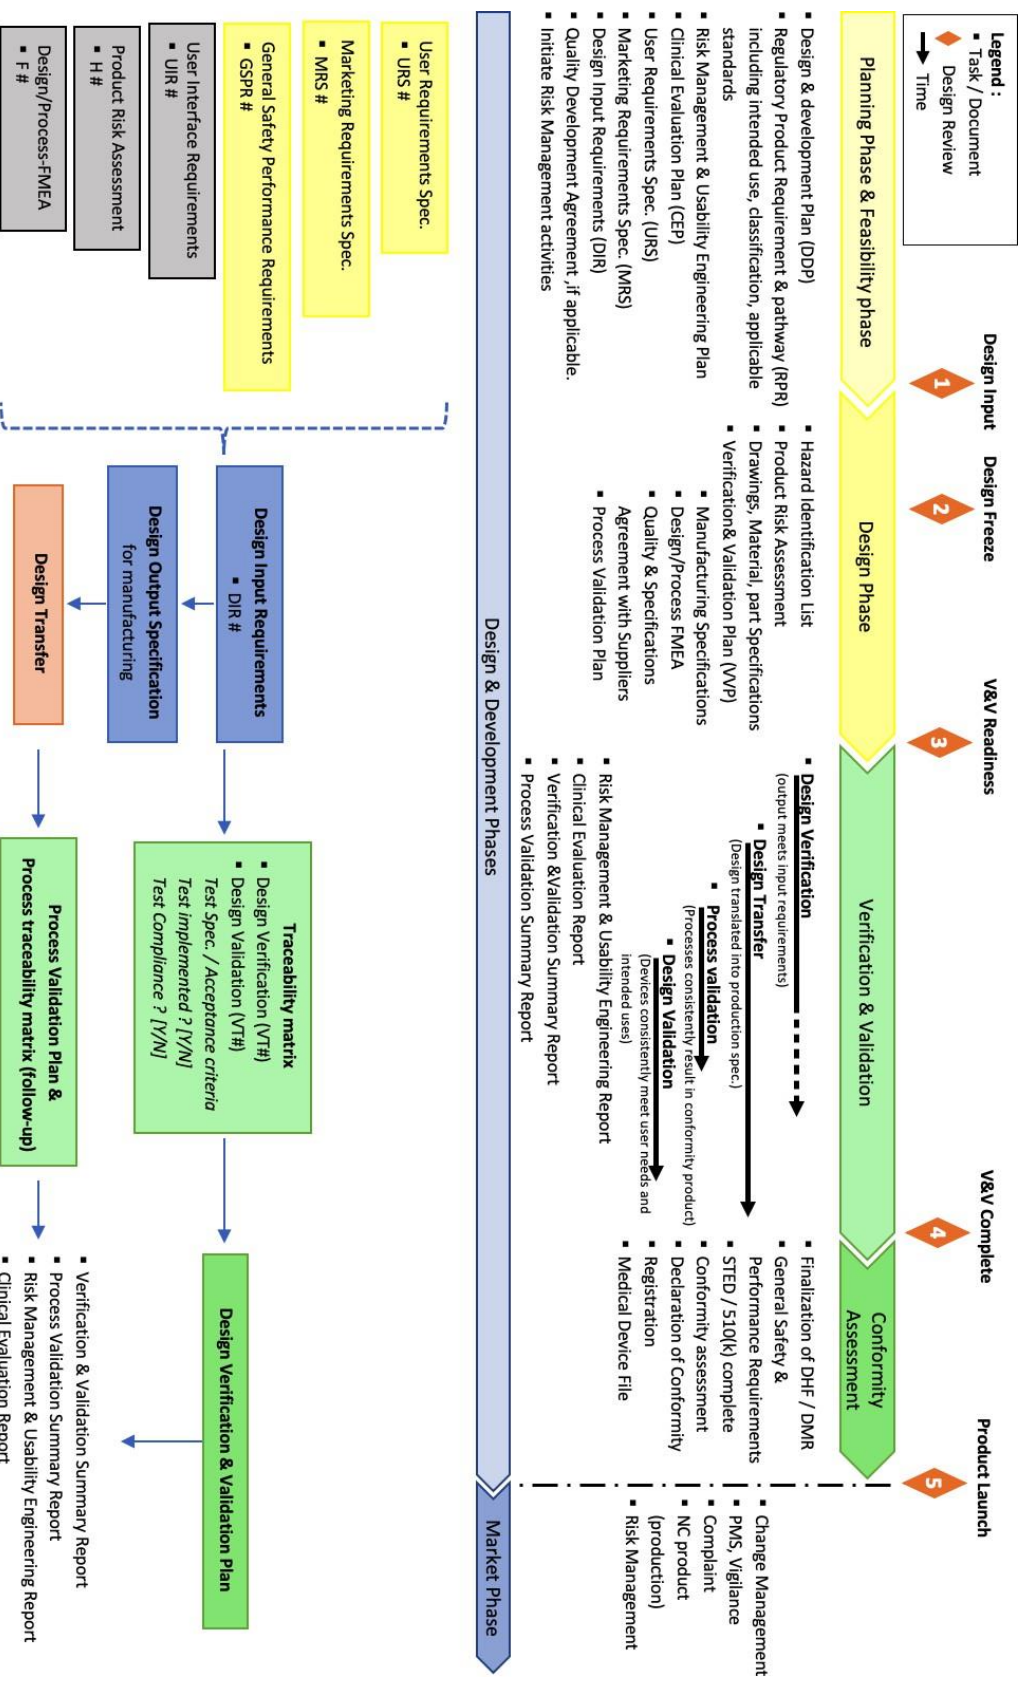 Legend :
▪ Task / Document
Design Review
Time
Design Input
Design Freeze
V&V Readiness
V&V Complete
Product Launch
1
2
3
4
5
Planning Phase & Feasibility phase
Design Phase
Verification & Validation
Conformity
Assessment
▪ Design & development Plan (DDP)
▪ Regulatory Product Requirement & pathway (RPR)
including intended use, classification, applicable
standards
▪ Risk Management & Usability Engineering Plan
▪ Clinical Evaluation Plan (CEP)
▪ User Requirements Spec. (URS)
▪ Marketing Requirements Spec. (MRS)
▪ Design Input Requirements (DIR)
▪ Quality Development Agreement ,if applicable.
▪ Initiate Risk Management activities
▪ Hazard Identification List
▪ Product Risk Assessment
▪ Drawings, Material, part Specifications
▪ Verification& Validation Plan (VVP)
▪ Manufacturing Specifications
▪ Design/Process FMEA
▪ Quality & Specifications
Agreement with Suppliers
▪ Process Validation Plan
▪ Design Verification
(output meets input requirements)
▪ Design Transfer
(Design translated into production spec.)
▪ Process validation
(Processes consistently result in conformity product)
▪ Design Validation
(Devices consistently meet user needs and
intended uses)
▪ Risk Management & Usability Engineering Report
▪ Clinical Evaluation Report
▪ Verification &Validation Summary Report
▪ Process Validation Summary Report
▪ Finalization of DHF / DMR
▪ General Safety &
Performance Requirements
▪ STED / 510(k) complete
▪ Conformity assessment
▪ Declaration of Conformity
▪ Registration
▪ Medical Device File
▪ Change Management
▪ PMS, Vigilance
▪ Complaint
▪ NC product
(production)
▪ Risk Management
Design & Development Phases
Market Phase
User Requirements Spec.
▪ URS #
Marketing Requirements Spec.
▪ MRS #
General Safety Performance Requirements
▪ GSPR #
User Interface Requirements
▪ UIR #
Product Risk Assessment
▪ H #
Design/Process-FMEA
▪ F #
Design Input Requirements
▪ DIR #
Design Output Specification
for manufacturing
Design Transfer
Traceability matrix
▪ Design Verification (VT#)
▪ Design Validation (VT#)
Test Spec. / Acceptance criteria
Test implemented ? [Y/N]
Test Compliance ? [Y/N]
Process Validation Plan &
Process traceability matrix (follow-up)
Design Verification & Validation Plan
▪ Verification & Validation Summary Report
▪ Process Validation Summary Report
▪ Risk Management & Usability Engineering Report
▪ Clinical Evaluation Report